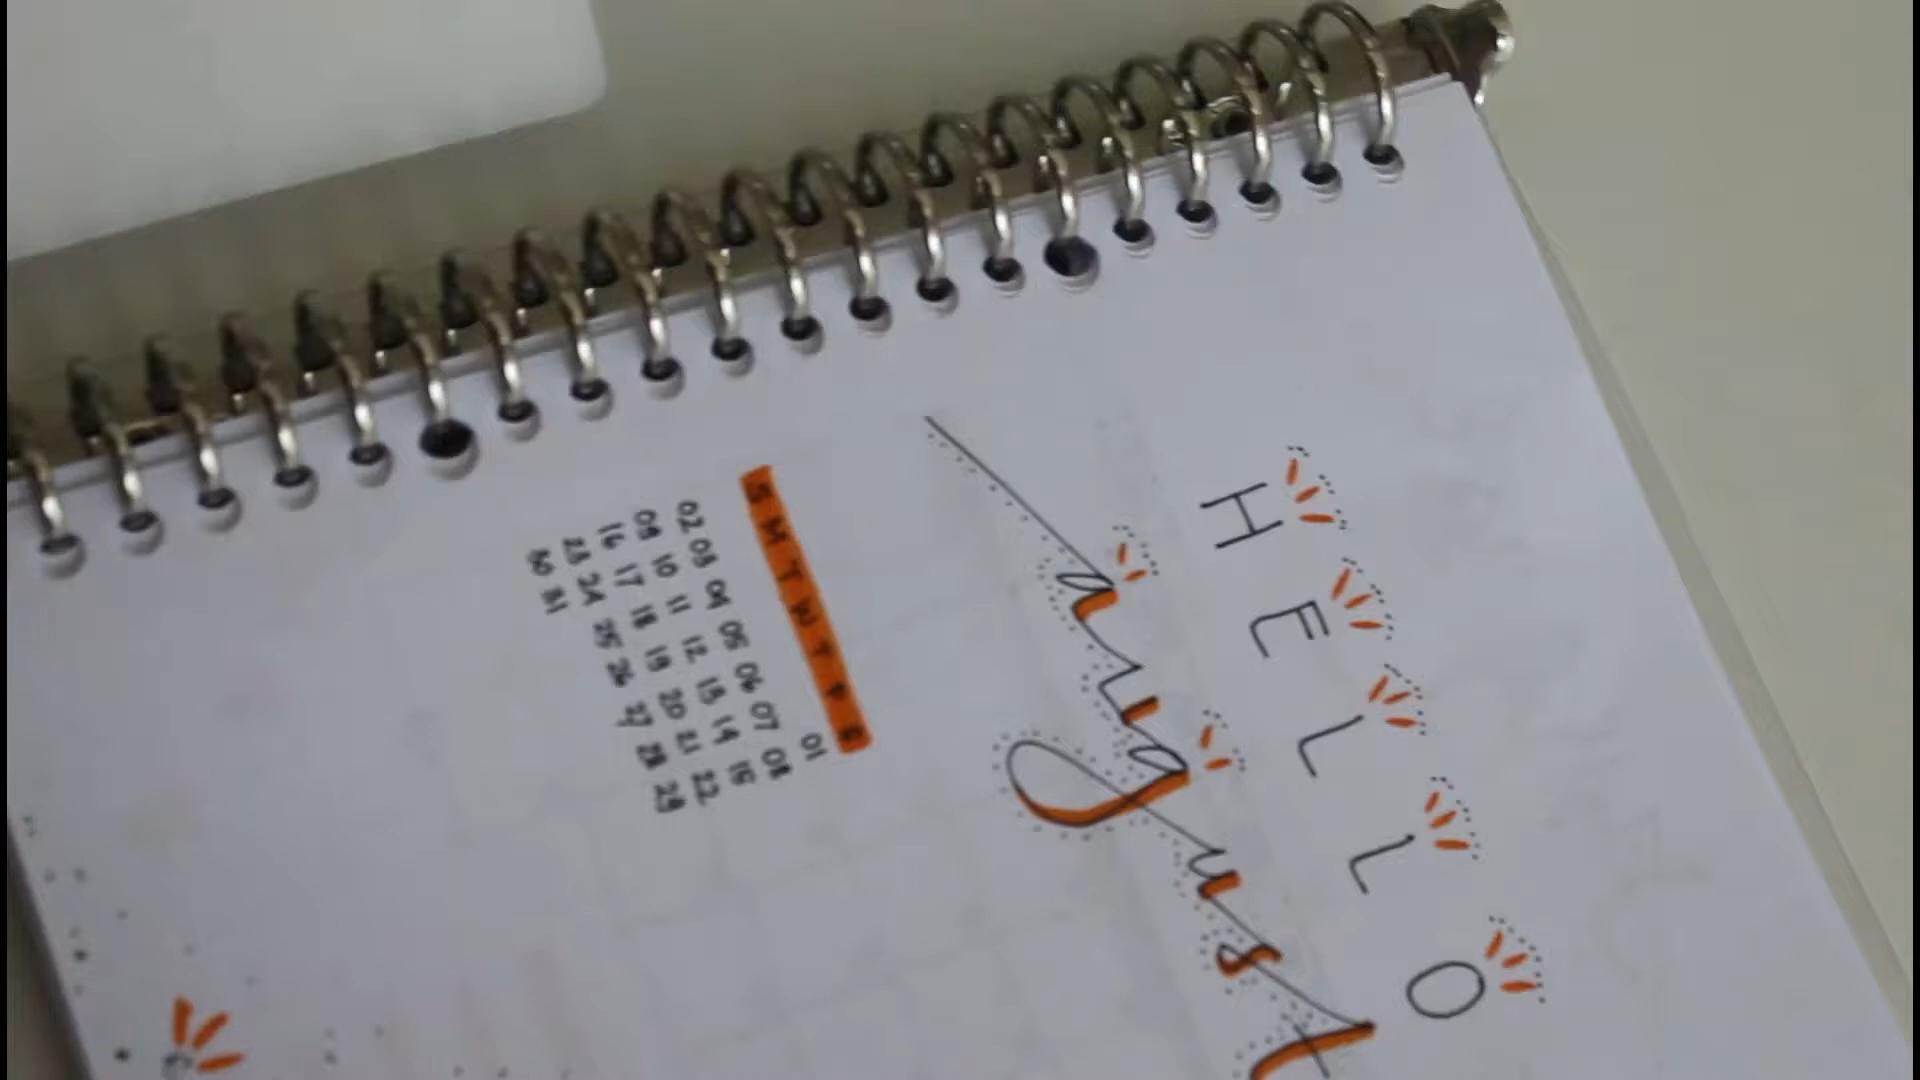 HELLO
august
S M T W T F S
01
02 03 04 05 06 07 08
09 10 11 12 13 14 15
16 17 18 19 20 21 22
23 24 25 26 27 28 29
30 31